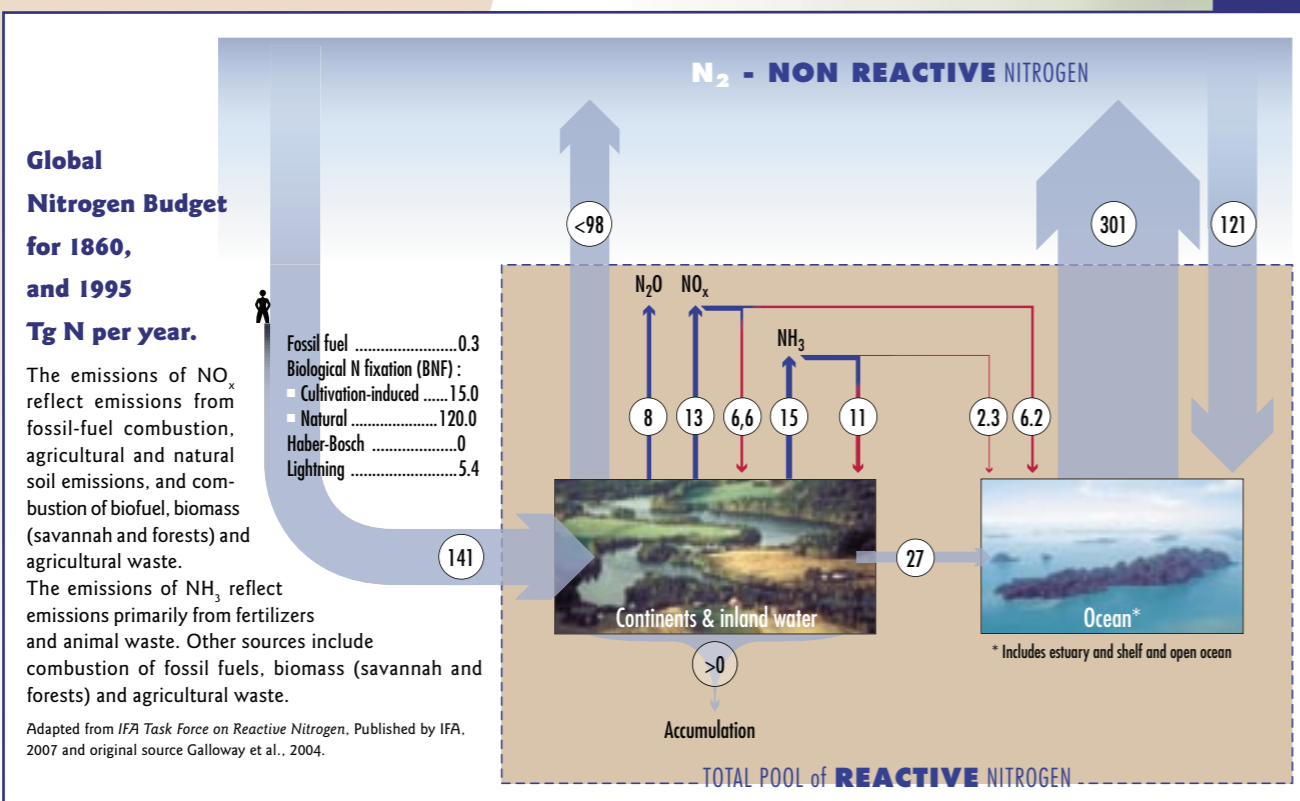 N₂ - NON REACTIVE NITROGEN
Global
Nitrogen Budget
for 1860,
and 1995
Tg N per year.
The emissions of NOₓ
reflect emissions from
fossil-fuel combustion,
agricultural and natural
soil emissions, and com-
bustion of biofuel, biomass
(savannah and forests) and
agricultural waste.
The emissions of NH₃ reflect
emissions primarily from fertilizers
and animal waste. Other sources include
combustion of fossil fuels, biomass (savannah and
forests) and agricultural waste.
Adapted from IFA Task Force on Reactive Nitrogen, Published by IFA,
2007 and original source Galloway et al., 2004.
Fossil fuel ........................0.3
Biological N fixation (BNF) :
■ Cultivation-induced ......15.0
■ Natural ......................120.0
Haber-Bosch ....................0
Lightning .........................5.4
141
<98
301
121
N₂O
NOₓ
NH₃
8
13
6,6
15
11
2.3
6.2
Continents & inland water
27
Ocean*
* Includes estuary and shelf and open ocean
>0
Accumulation
TOTAL POOL of REACTIVE NITROGEN